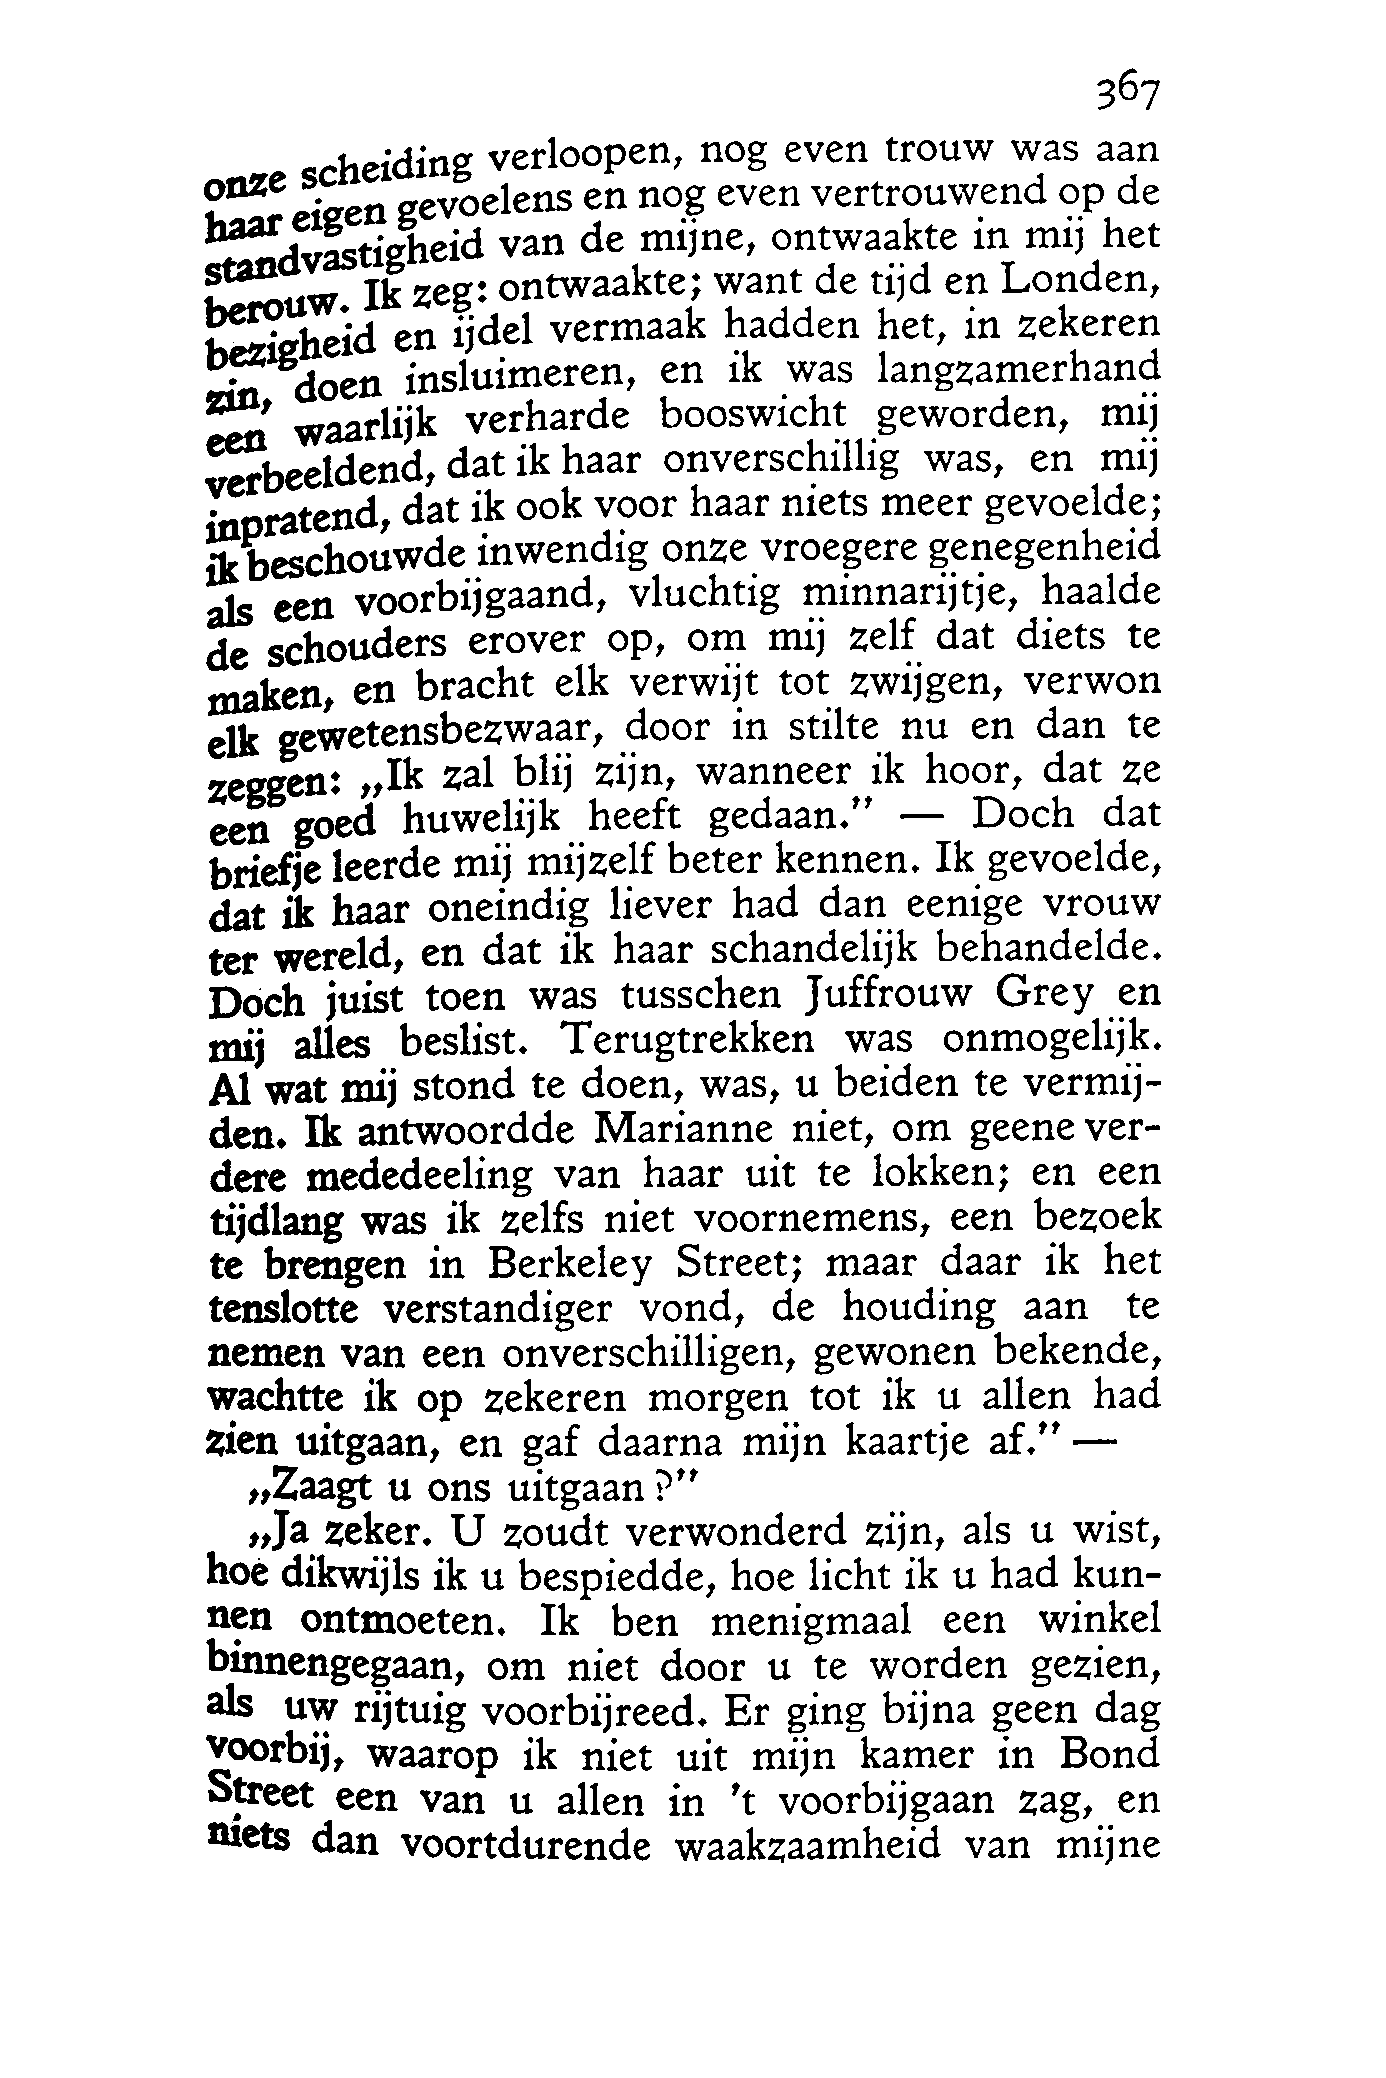 367
onze scheiding verloopen, nog even trouw was aan
haar eigen gevoelens en nog even vertrouwend op de
standvastigheid van de mijne, ontwaakte in mij het
berouw. Ik zeg: ontwaakte; want de tijd en Londen,
bezigheid en ijdel vermaak hadden het, in zekeren
zin, doen insluimeren, en ik was langzamerhand
een waarlijk verharde booswicht geworden, mij
verbeeldend, dat ik haar onverschillig was, en mij
inpratend, dat ik ook voor haar niets meer gevoelde;
ik beschouwde inwendig onze vroegere genegenheid
als een voorbijgaand, vluchtig minnarijtje, haalde
de schouders erover op, om mij zelf dat diets te
maken, en bracht elk verwijt tot zwijgen, verwon
elk gewetensbezwaar, door in stilte nu en dan te
zeggen: „Ik zal blij zijn, wanneer ik hoor, dat ze
een goed huwelijk heeft gedaan.” — Doch dat
briefje leerde mij mijzelf beter kennen. Ik gevoelde,
dat ik haar oneindig liever had dan eenige vrouw
ter wereld, en dat ik haar schandelijk behandelde.
Doch juist toen was tusschen Juffrouw Grey en
mij alles beslist. Terugtrekken was onmogelijk.
Al wat mij stond te doen, was, u beiden te vermij-
den. Ik antwoordde Marianne niet, om geene ver-
dere mededeeling van haar uit te lokken; en een
tijdlang was ik zelfs niet voornemens, een bezoek
te brengen in Berkeley Street; maar daar ik het
tenslotte verstandiger vond, de houding aan te
nemen van een onverschilligen, gewonen bekende,
wachtte ik op zekeren morgen tot ik u allen had
zien uitgaan, en gaf daarna mijn kaartje af.” —
„Zaagt u ons uitgaan?”
„Ja zeker. U zoudt verwonderd zijn, als u wist,
hoe dikwijls ik u bespiedde, hoe licht ik u had kun-
nen ontmoeten. Ik ben menigmaal een winkel
binnengegaan, om niet door u te worden gezien,
als uw rijtuig voorbijreed. Er ging bijna geen dag
voorbij, waarop ik niet uit mijn kamer in Bond
Street een van u allen in 't voorbijgaan zag, en
niets dan voortdurende waakzaamheid van mijne